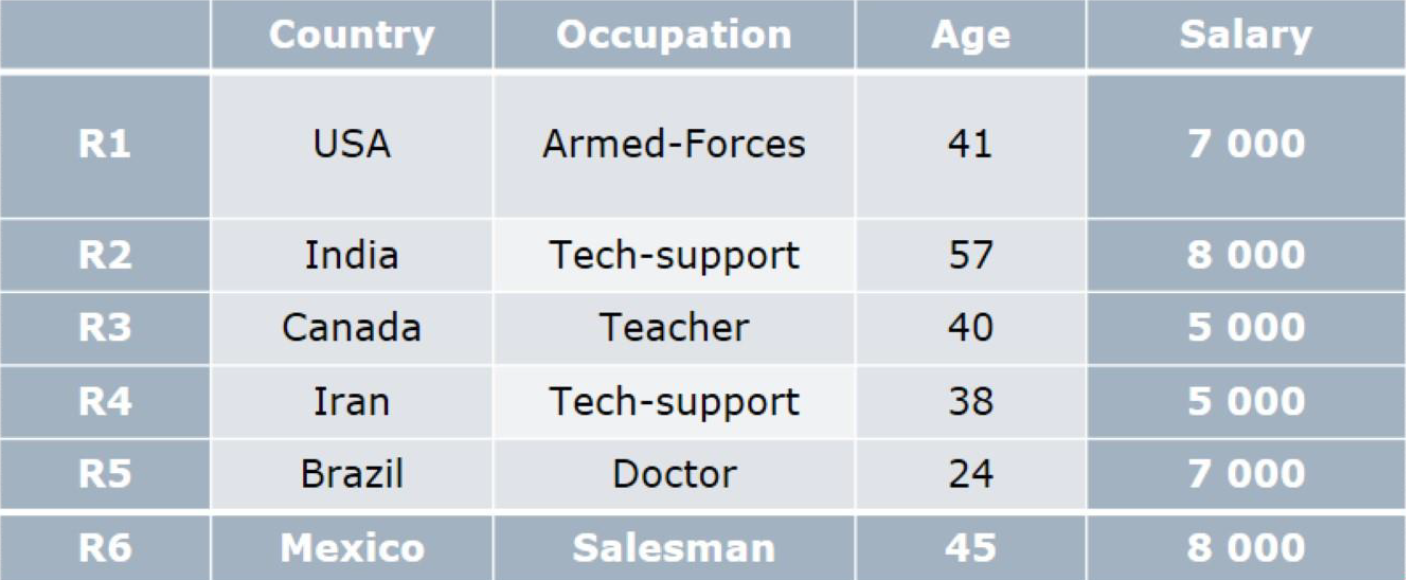 Country Occupation Age Salary
R1 USA Armed-Forces 41 7 000
R2 India Tech-support 57 8 000
R3 Canada Teacher 40 5 000
R4 Iran Tech-support 38 5 000
R5 Brazil Doctor 24 7 000
R6 Mexico Salesman 45 8 000